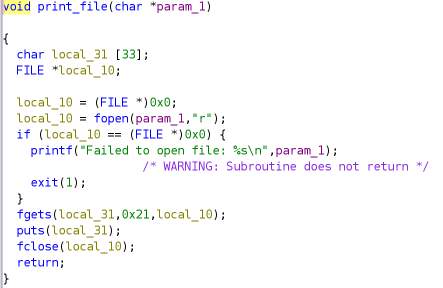 void print_file(char *param_1)
{
char local_31 [33];
FILE *local_10;
local_10 = (FILE *)0x0;
local_10 = fopen(param_1,"r");
if (local_10 == (FILE *)0x0) {
printf("Failed to open file: %s\n",param_1);
/* WARNING: Subroutine does not return */
exit(1);
}
fgets(local_31,0x21,local_10);
puts(local_31);
fclose(local_10);
return;
}